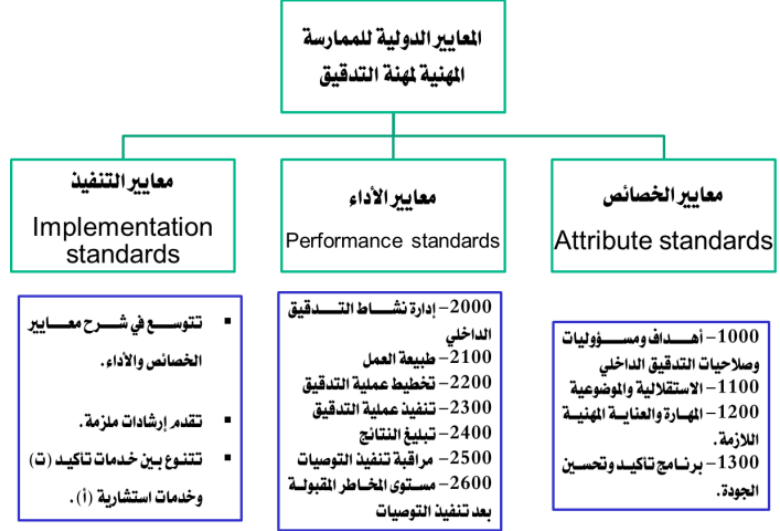 المعايير الدولية للممارسة
المهنية لمهنة التدقيق
معايير الخصائص
Attribute standards
معايير الأداء
Performance standards
معايير التنفيذ
Implementation
standards
1000– أهداف ومسؤوليات
وصلاحيات التدقيق الداخلي
1100– الاستقلالية والموضوعية
1200– المهارة والعناية المهنية
اللازمة.
1300– برنامج تأكيد وتحسين
الجودة.
2000– إدارة نشاط التدقيق
الداخلي
2100– طبيعة العمل
2200– تخطيط عملية التدقيق
2300– تنفيذ عملية التدقيق
2400– تبليغ النتائج
2500– مراقبة تنفيذ التوصيات
2600– مستوى المخاطر المقبولة
بعد تنفيذ التوصيات
▪ تتوسع في شرح معايير
الخصائص والأداء.
▪ تقدم إرشادات ملزمة.
▪ تتنوع بين خدمات تأكيد (ت)
وخدمات استشارية (أ).